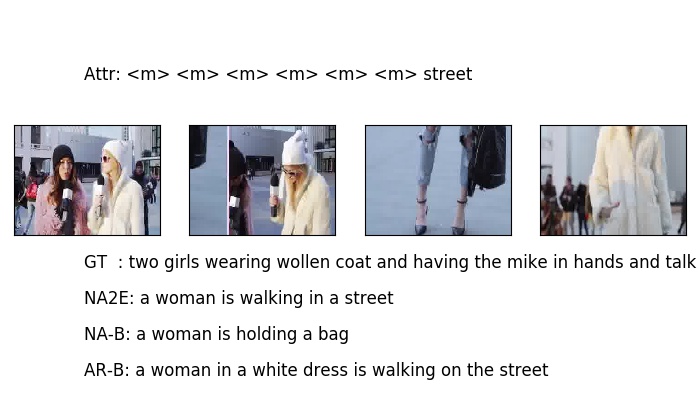 Attr: <m> <m> <m> <m> <m> <m> street
GT : two girls wearing wollen coat and having the mike in hands and talk
NA2E: a woman is walking in a street
NA-B: a woman is holding a bag
AR-B: a woman in a white dress is walking on the street